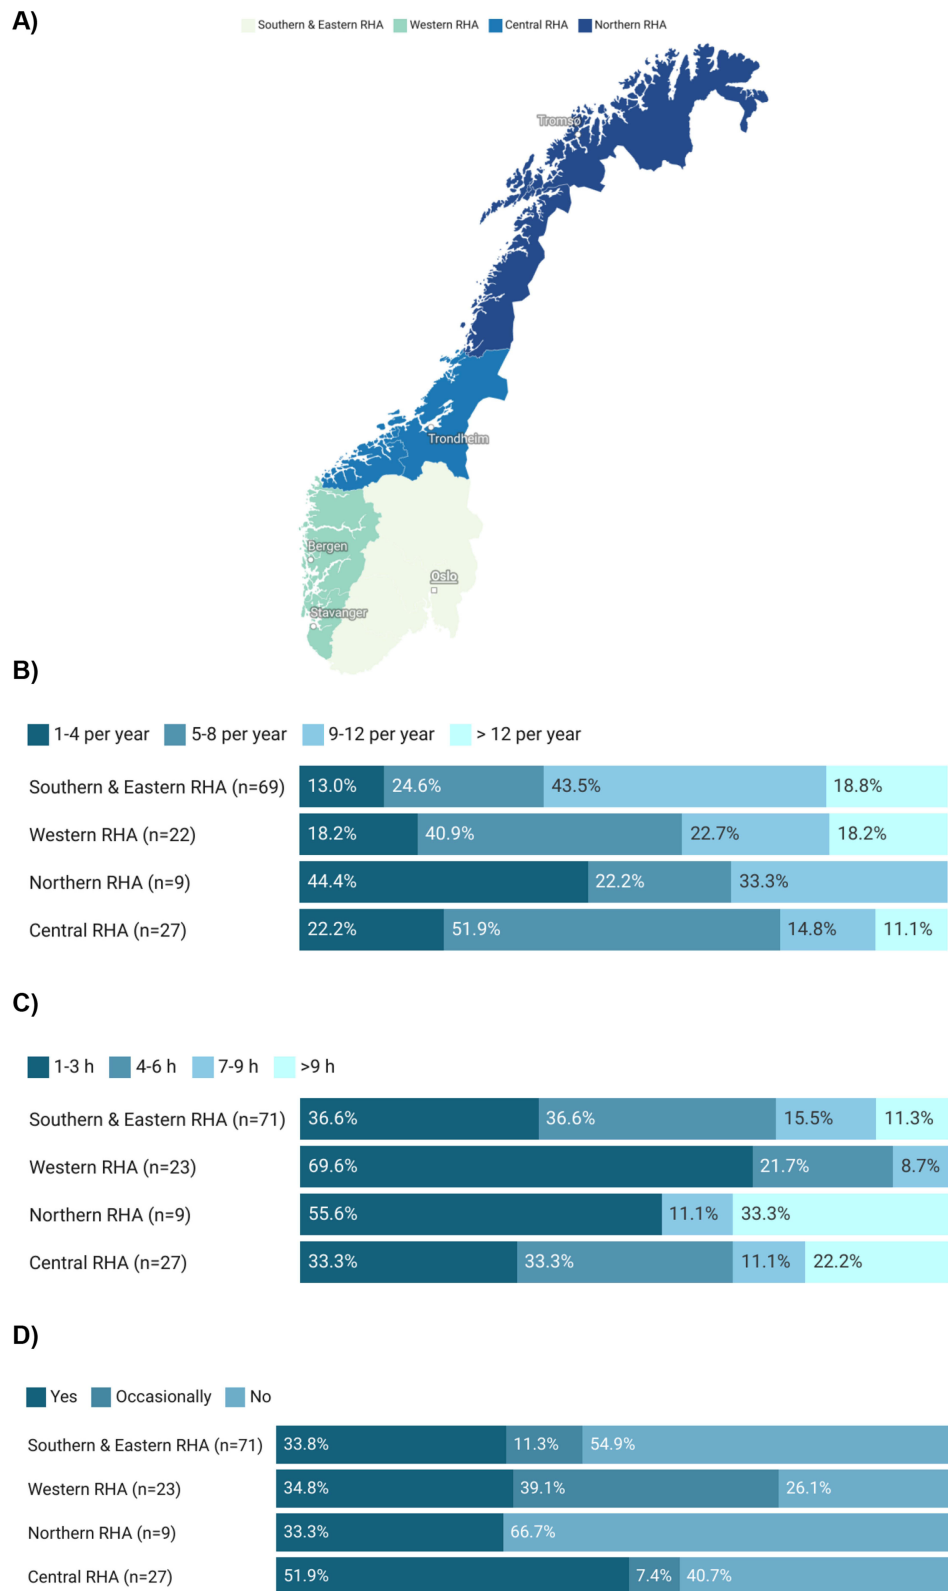 A)
Southern & Eastern RHA Western RHA Central RHA Northern RHA
Tromsø
Trondheim
Bergen
Oslo
Stavanger
B)
1-4 per year 5-8 per year 9-12 per year > 12 per year
Southern & Eastern RHA (n=69) 13.0% 24.6% 43.5% 18.8%
Western RHA (n=22) 18.2% 40.9% 22.7% 18.2%
Northern RHA (n=9) 44.4% 22.2% 33.3%
Central RHA (n=27) 22.2% 51.9% 14.8% 11.1%
C)
1-3 h 4-6 h 7-9 h >9 h
Southern & Eastern RHA (n=71) 36.6% 36.6% 15.5% 11.3%
Western RHA (n=23) 69.6% 21.7% 8.7%
Northern RHA (n=9) 55.6% 11.1% 33.3%
Central RHA (n=27) 33.3% 33.3% 11.1% 22.2%
D)
Yes Occasionally No
Southern & Eastern RHA (n=71) 33.8% 11.3% 54.9%
Western RHA (n=23) 34.8% 39.1% 26.1%
Northern RHA (n=9) 33.3% 66.7%
Central RHA (n=27) 51.9% 7.4% 40.7%